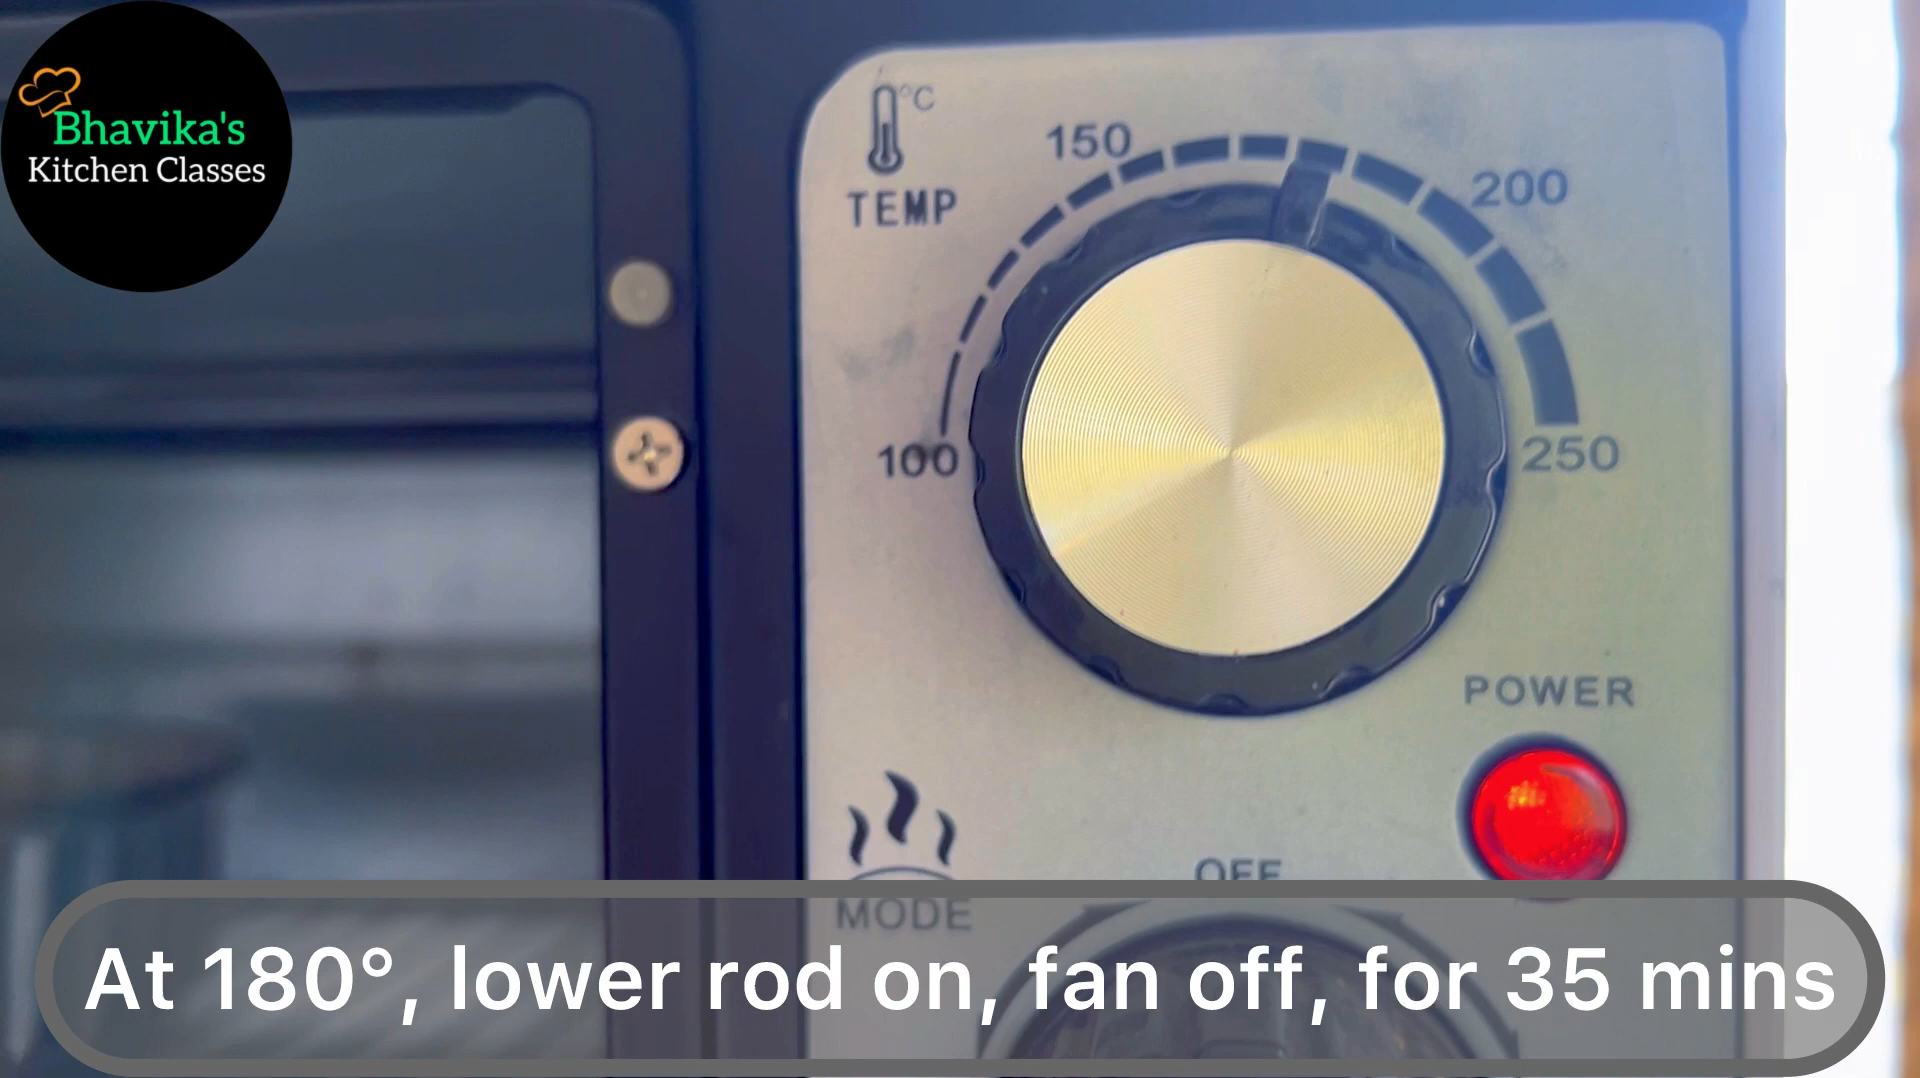 Bhavika's
Kitchen Classes
°C
TEMP
100
150
200
250
POWER
OFF
MODE
At 180°, lower rod on, fan off, for 35 mins